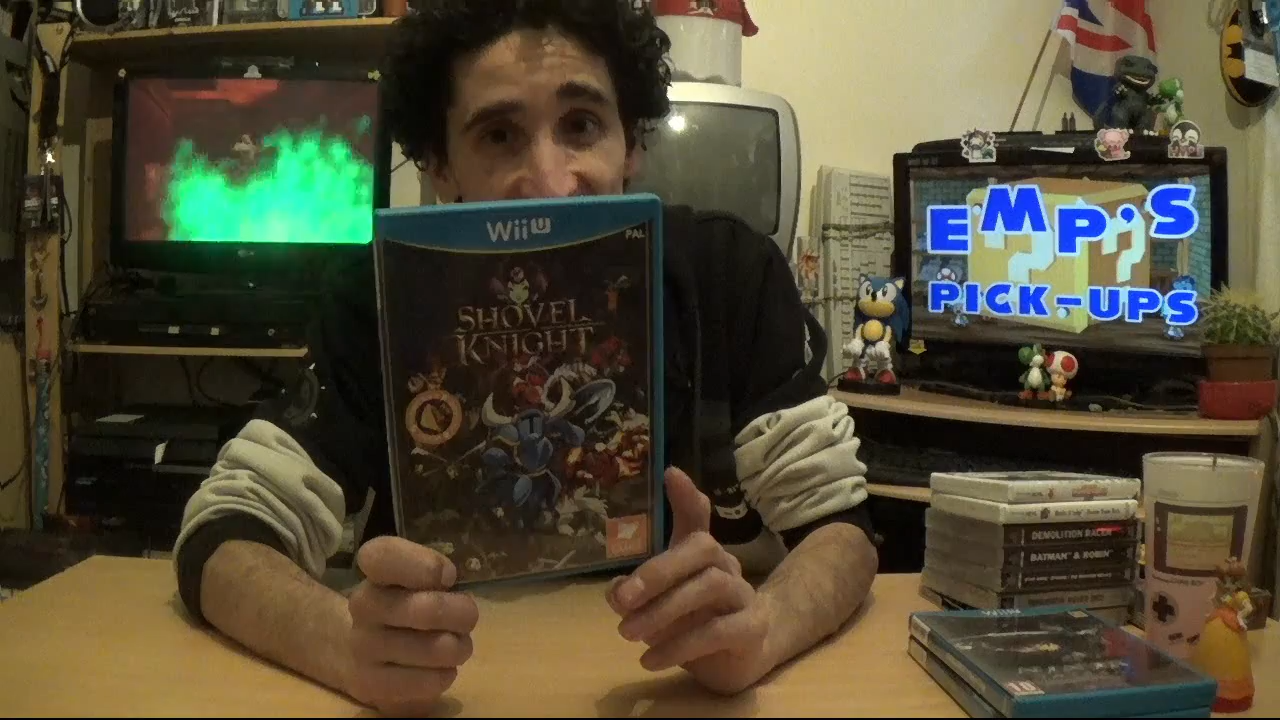 Wii U
PAL
SHOVEL
KNIGHT
EMP'S
PICK-UPS
DEMOLITION RACER
BATMAN & ROBIN